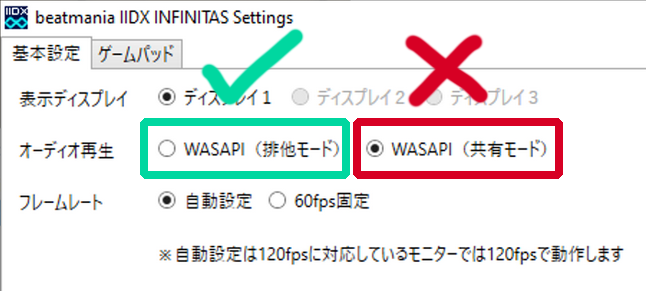 beatmania IIDX INFINITAS Settings
基本設定 ゲームパッド
表示ディスプレイ ディスプレイ1 ディスプレイ2 ディスプレイ3
オーディオ再生 WASAPI（排他モード） WASAPI（共有モード）
フレームレート 自動設定 60fps固定
※自動設定は120fpsに対応しているモニターでは120fpsで動作します